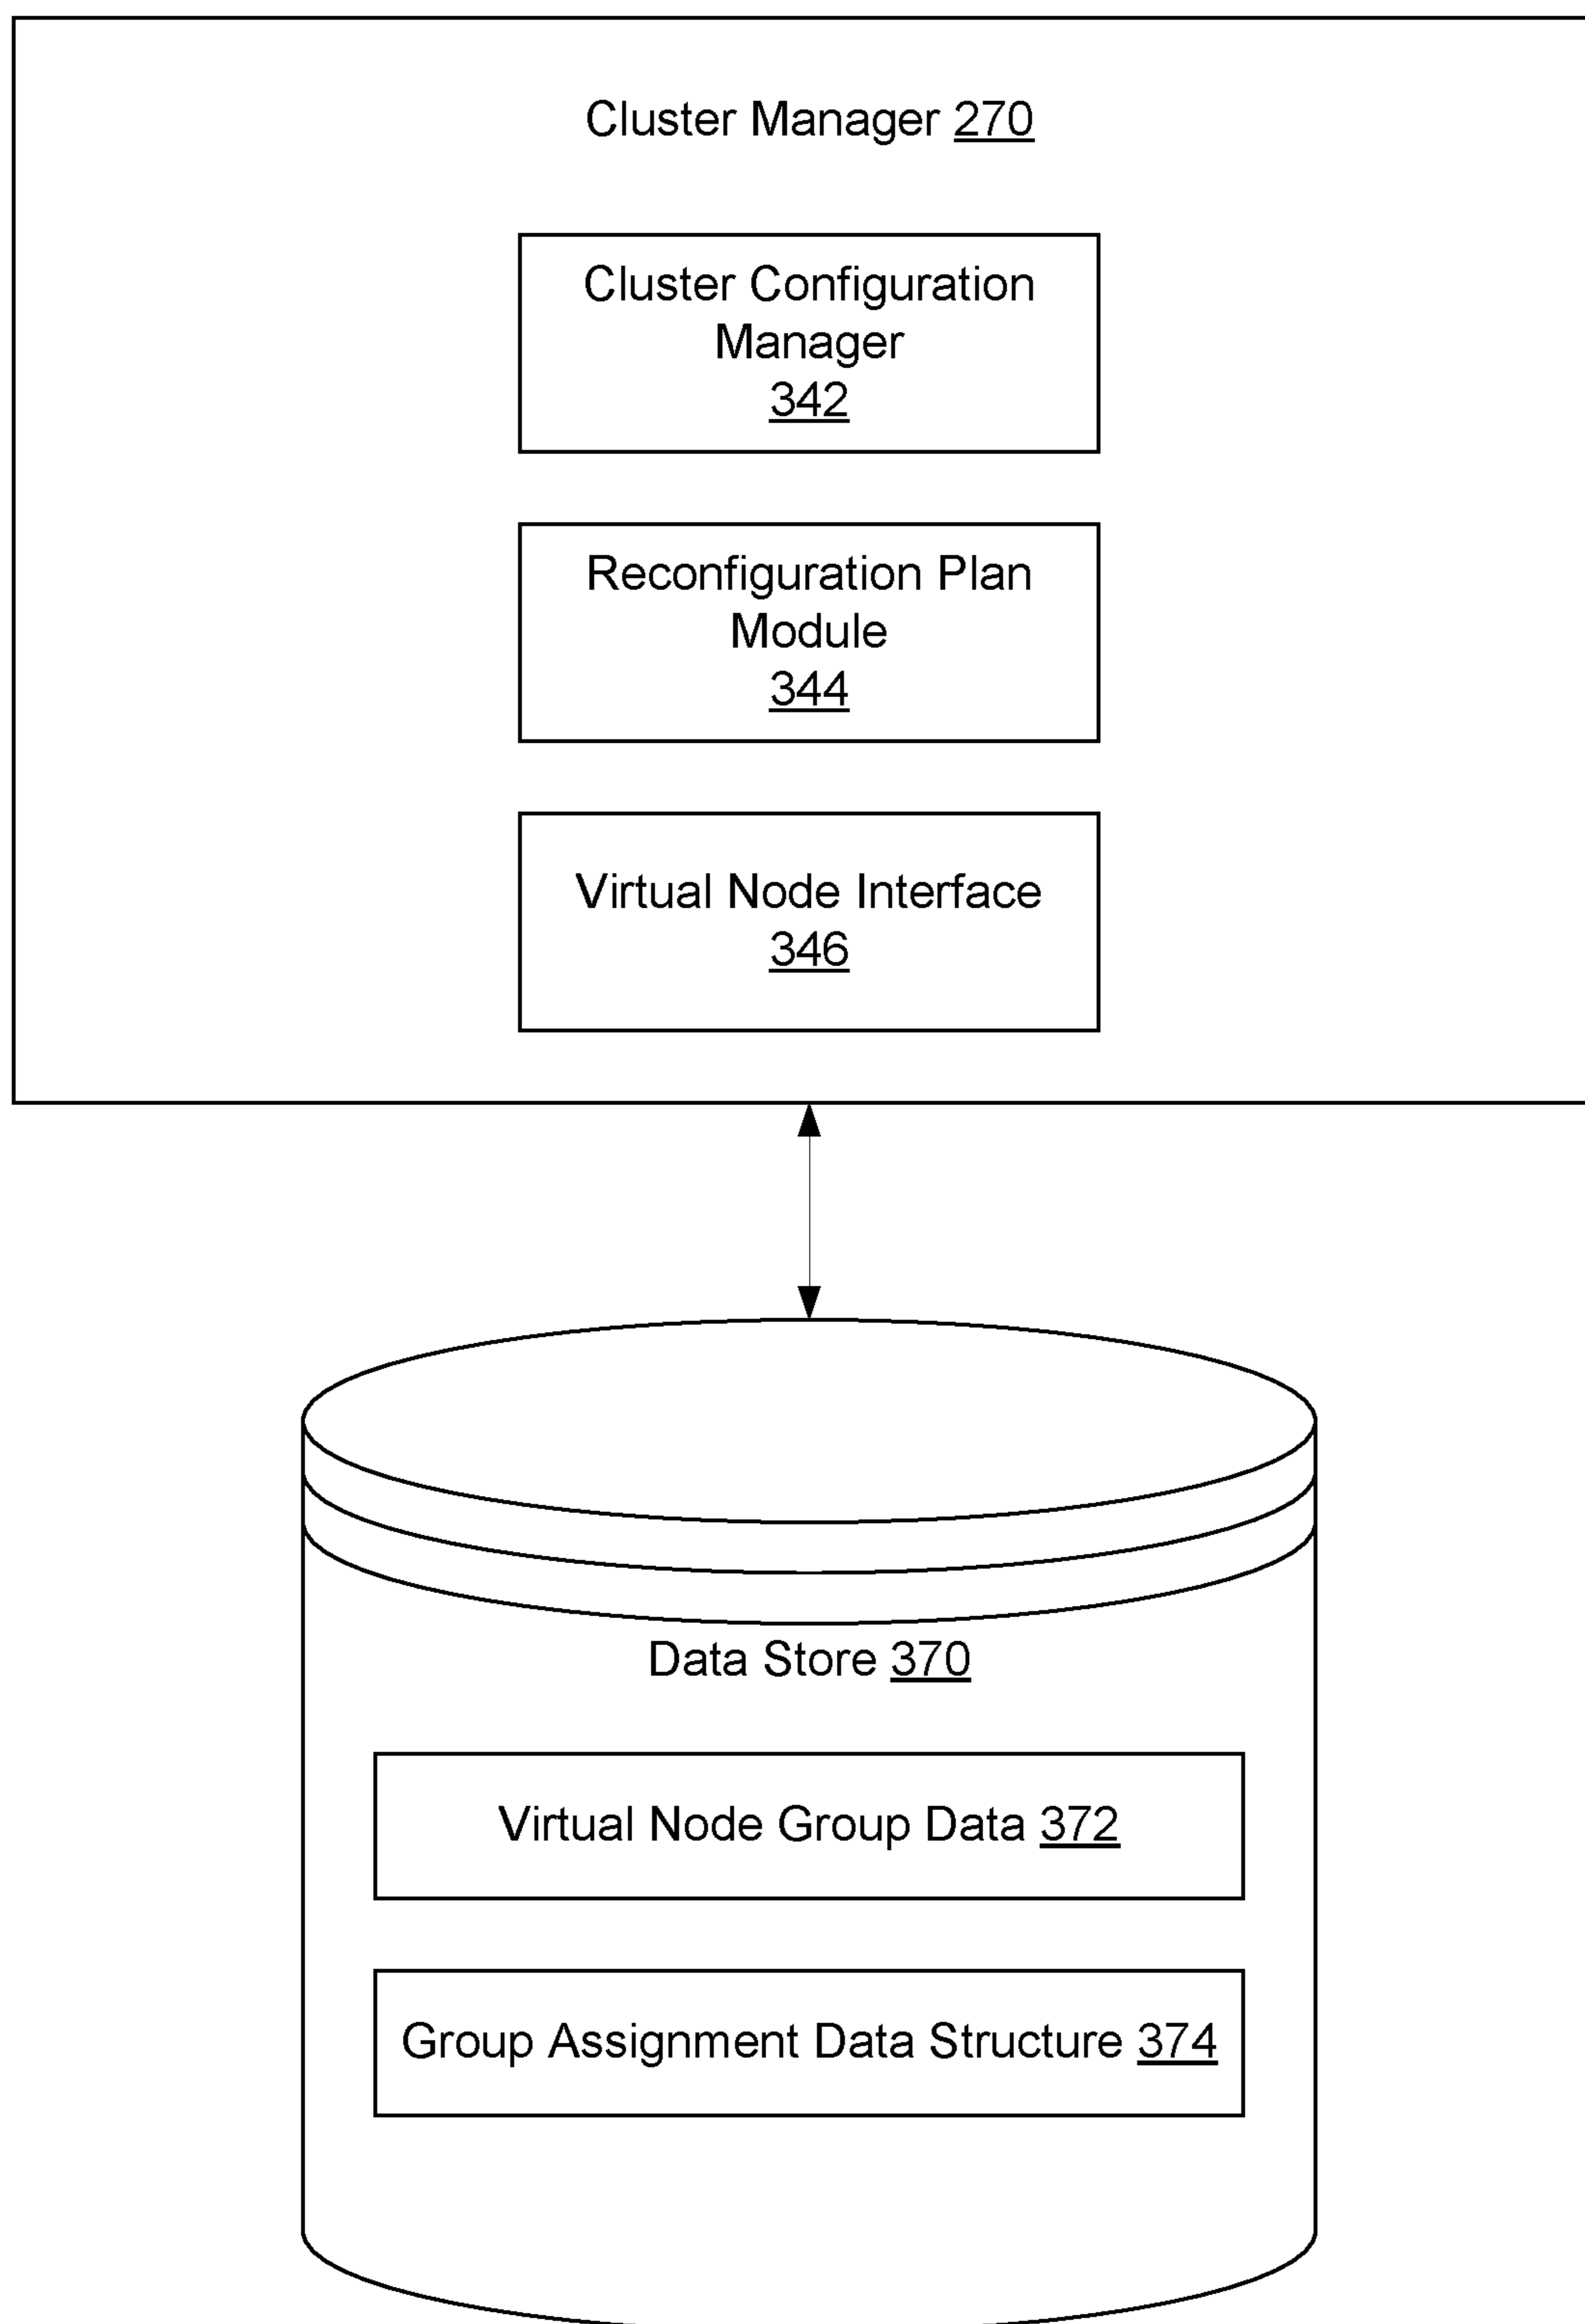 Cluster Manager 270
Cluster Configuration
Manager
342
Reconfiguration Plan
Module
344
Virtual Node Interface
346
Data Store 370
Virtual Node Group Data 372
Group Assignment Data Structure 374